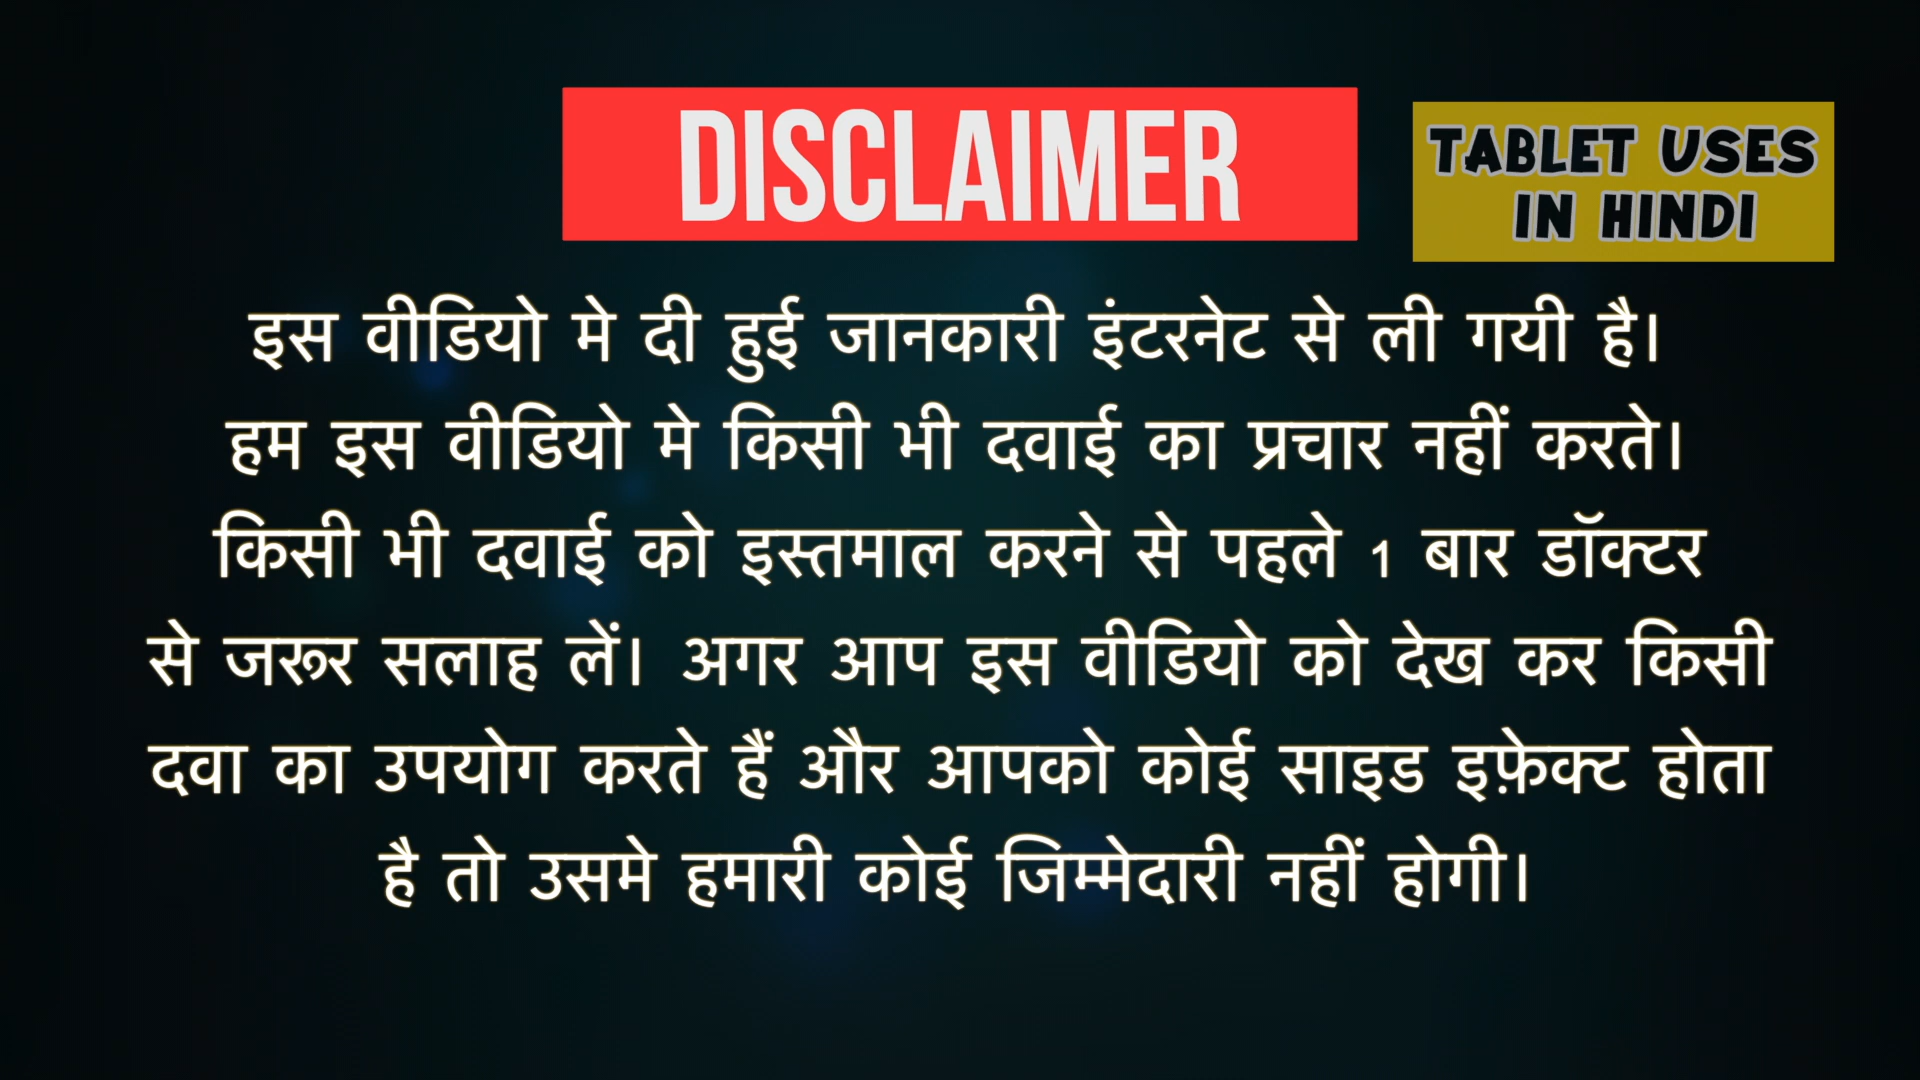 DISCLAIMER
TABLET USES
IN HINDI
इस वीडियो मे दी हुई जानकारी इंटरनेट से ली गयी है।
हम इस वीडियो मे किसी भी दवाई का प्रचार नहीं करते।
किसी भी दवाई को इस्तमाल करने से पहले 1 बार डॉक्टर
से जरूर सलाह लें। अगर आप इस वीडियो को देख कर किसी
दवा का उपयोग करते हैं और आपको कोई साइड इफ़ेक्ट होता
है तो उसमे हमारी कोई जिम्मेदारी नहीं होगी।